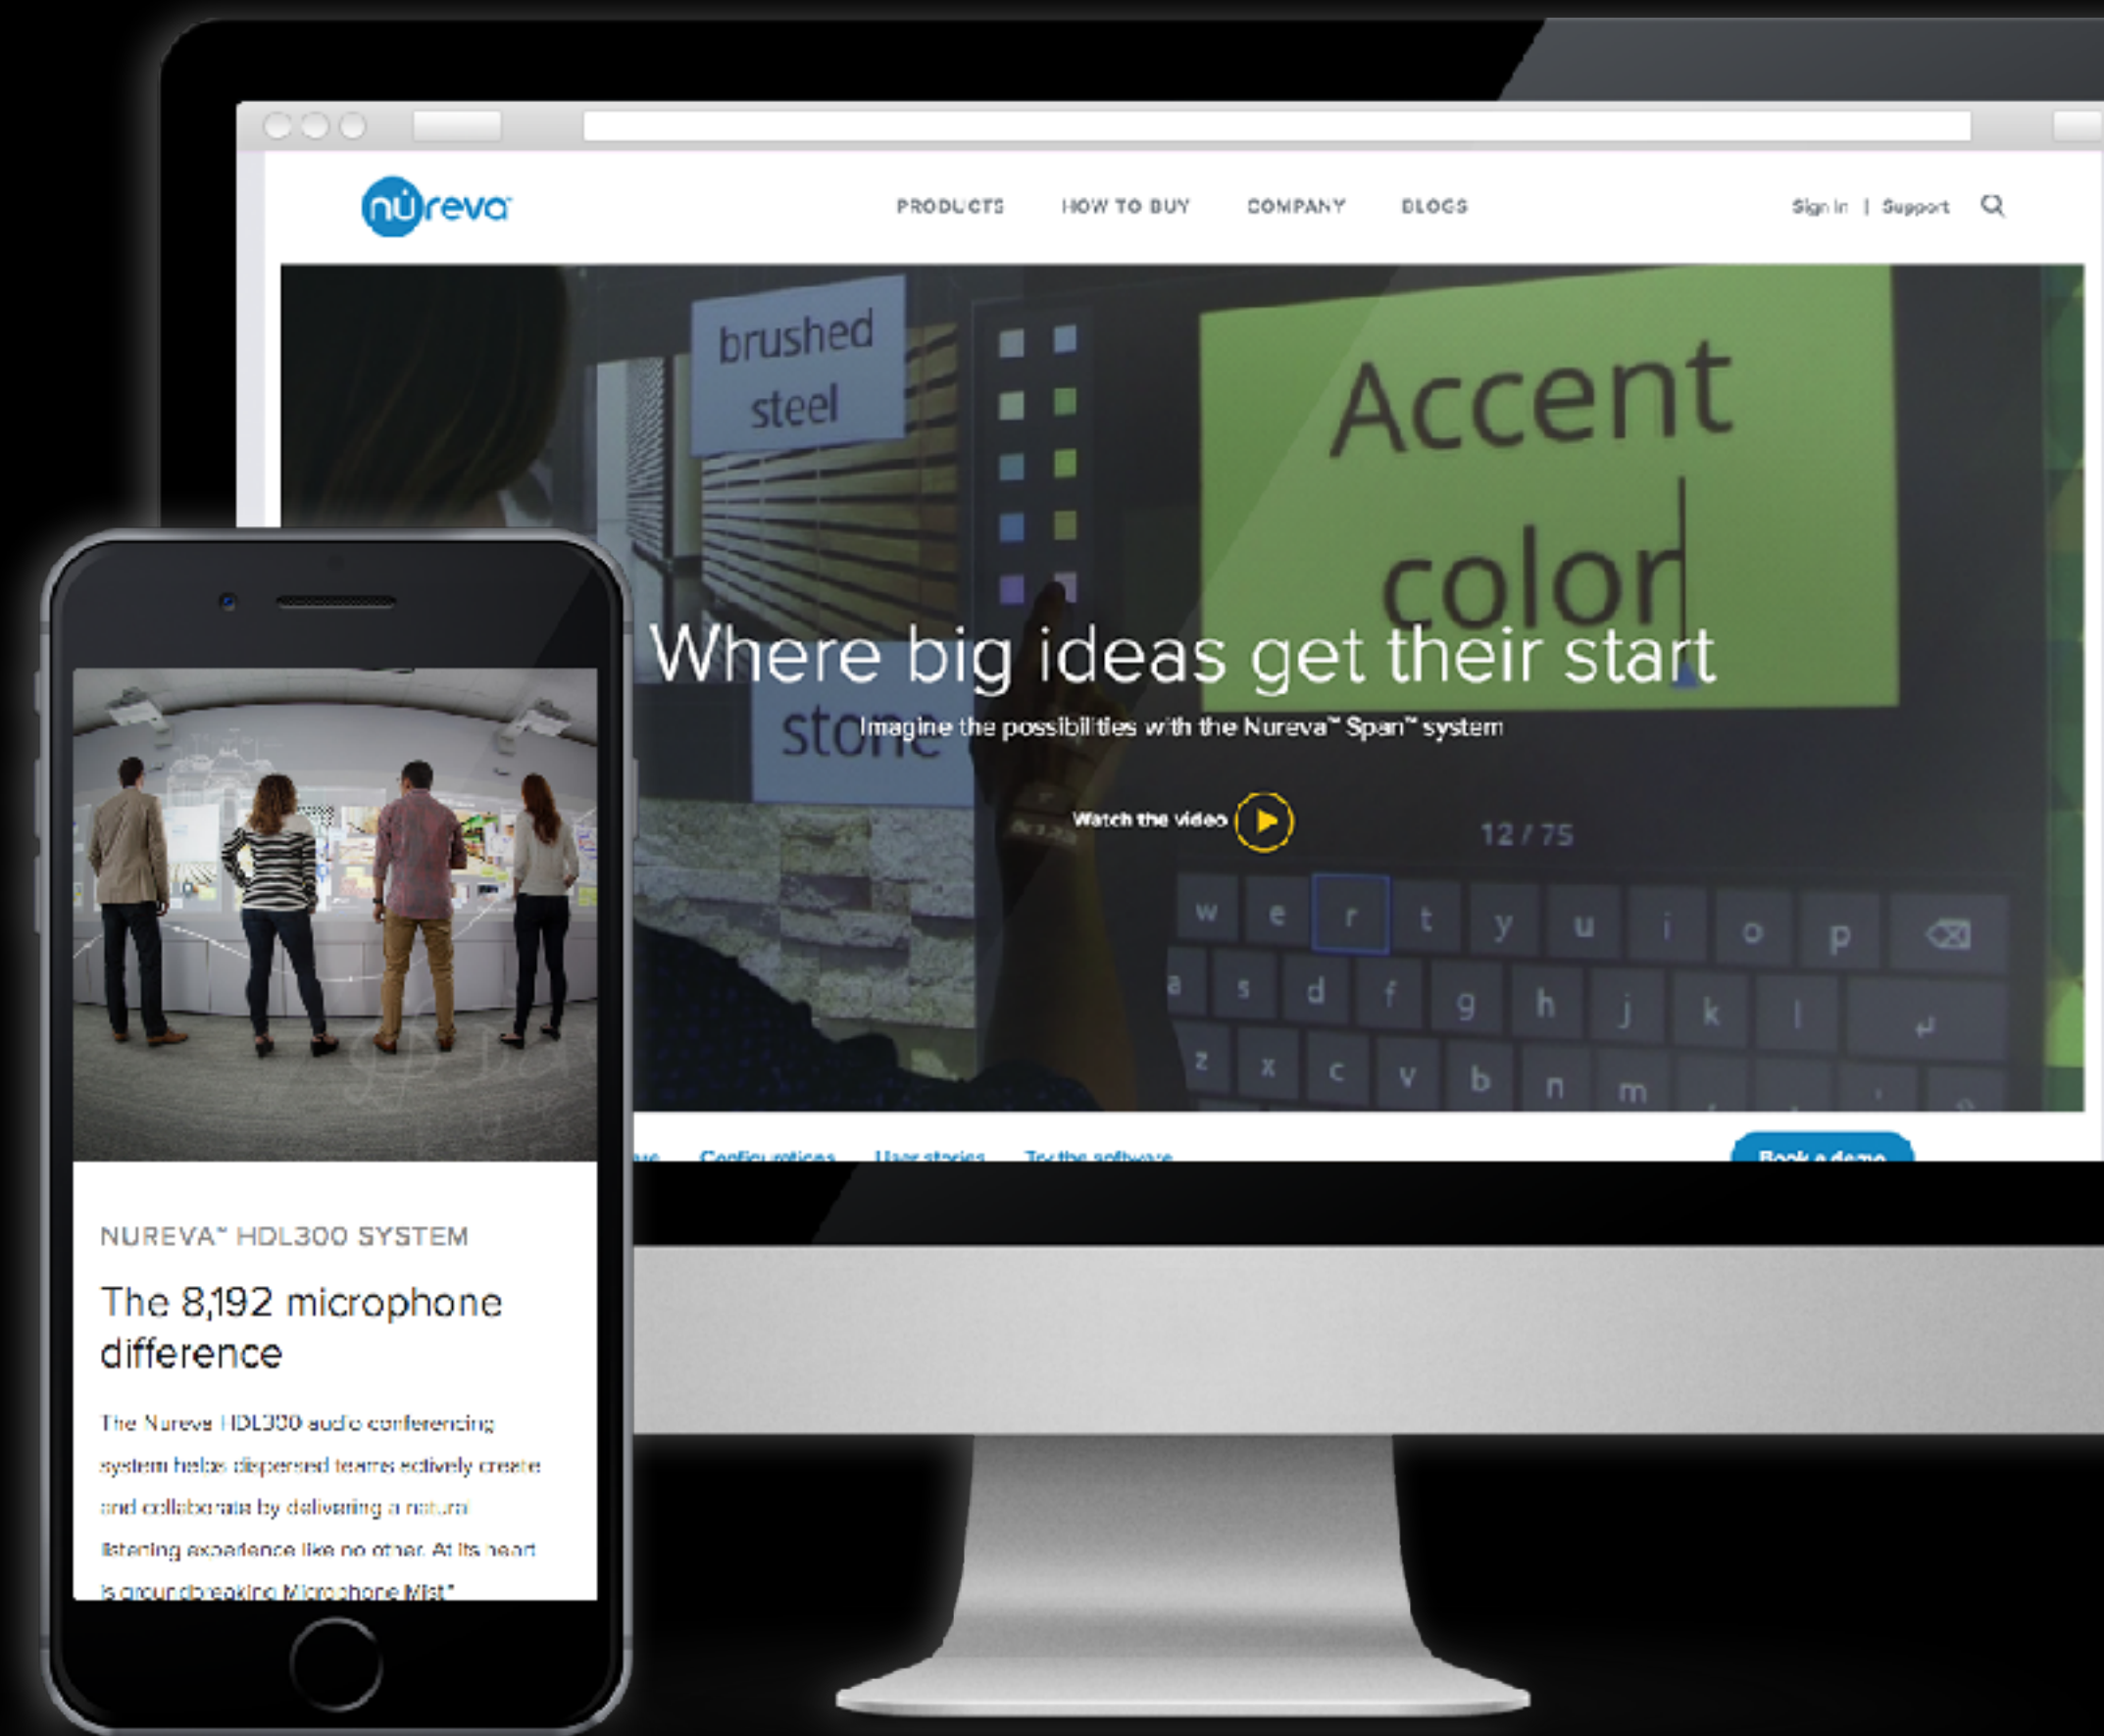 nureva™
PRODUCTS HOW TO BUY COMPANY BLOGS
Sign In | Support
brushed
steel
Accent
color
Where big ideas get their start
stone
Imagine the possibilities with the Nureva™ Span™ system
Watch the video
12 / 75
w e r t y u i o p
a s d f g h j k l
z x c v b n m
Configurations User stories Try the software
Book a demo
NUREVA™ HDL300 SYSTEM
The 8,192 microphone
difference
The Nureva HDL300 audio conferencing
system helps dispersed teams actively create
and collaborate by delivering a natural
listening experience like no other. At its heart
is groundbreaking Microphone Mist™